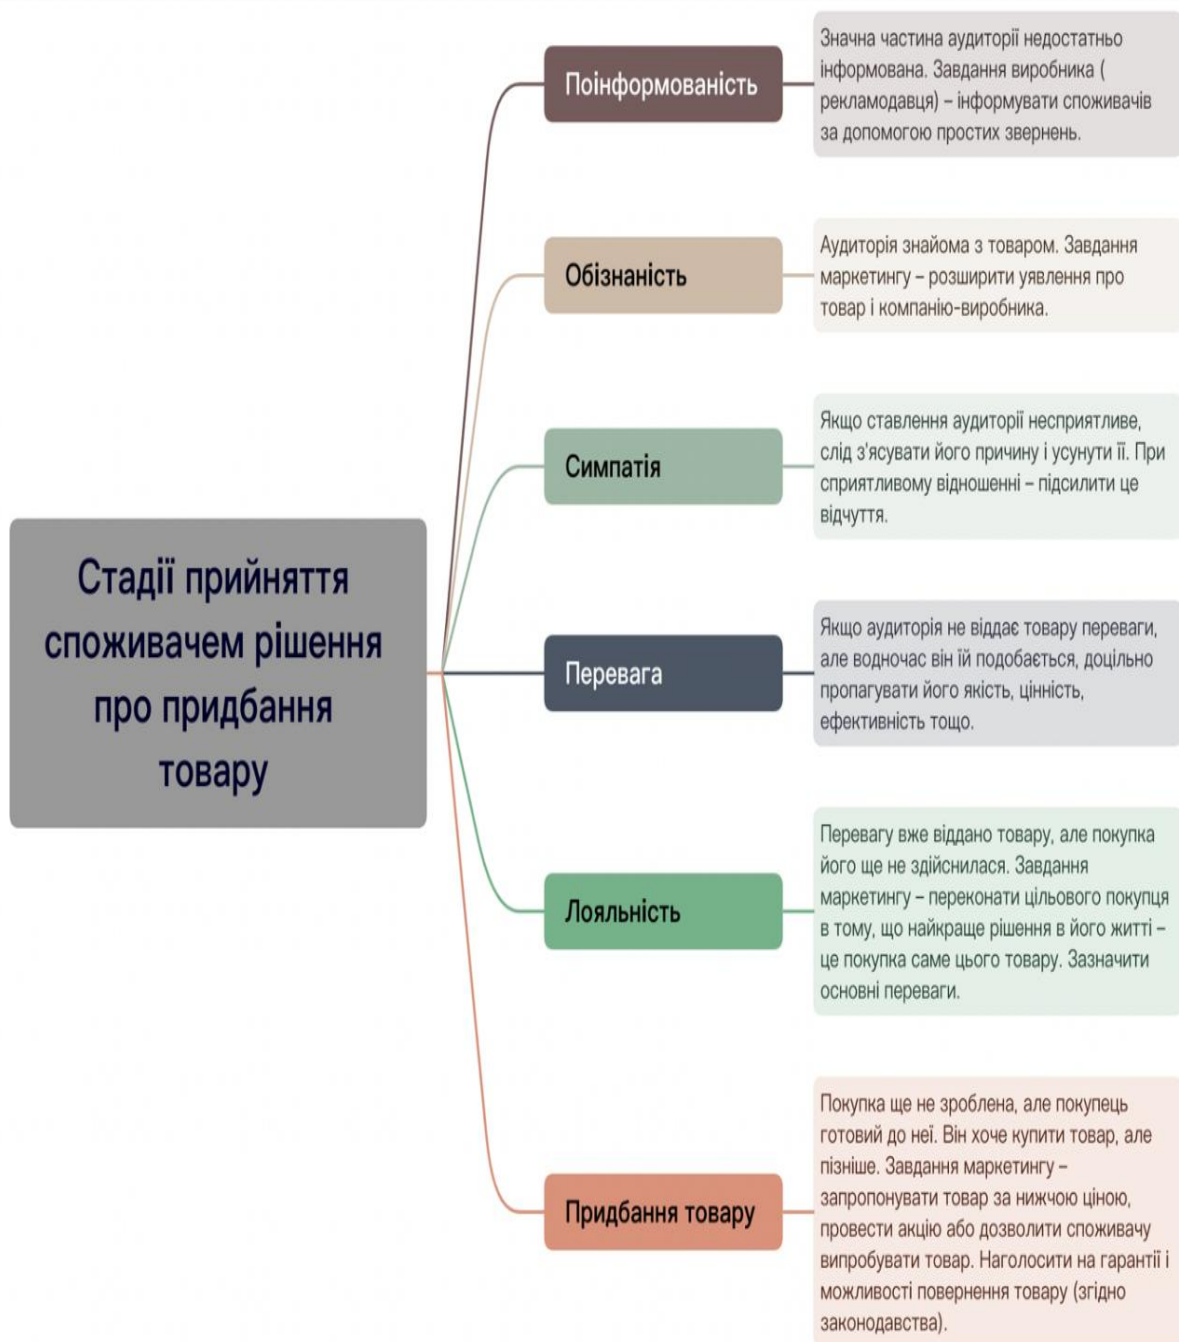 Стадії прийняття
споживачем рішення
про придбання
товару
Поінформованість
Значна частина аудиторії недостатньо
інформована. Завдання виробника (
рекламодавця) – інформувати споживачів
за допомогою простих звернень.
Обізнаність
Аудиторія знайома з товаром. Завдання
маркетингу – розширити уявлення про
товар і компанію-виробника.
Симпатія
Якщо ставлення аудиторії несприятливе,
слід з'ясувати його причину і усунути її. При
сприятливому відношенні – підсилити це
відчуття.
Перевага
Якщо аудиторія не віддає товару переваги,
але водночас він їй подобається, доцільно
пропагувати його якість, цінність,
ефективність тощо.
Лояльність
Перевагу вже віддано товару, але покупка
його ще не здійснилася. Завдання
маркетингу – переконати цільового покупця
в тому, що найкраще рішення в його житті –
це покупка саме цього товару. Зазначити
основні переваги.
Придбання товару
Покупка ще не зроблена, але покупець
готовий до неї. Він хоче купити товар, але
пізніше. Завдання маркетингу –
запропонувати товар за нижчою ціною,
провести акцію або дозволити споживачу
випробувати товар. Наголосити на гарантії і
можливості повернення товару (згідно
законодавства).